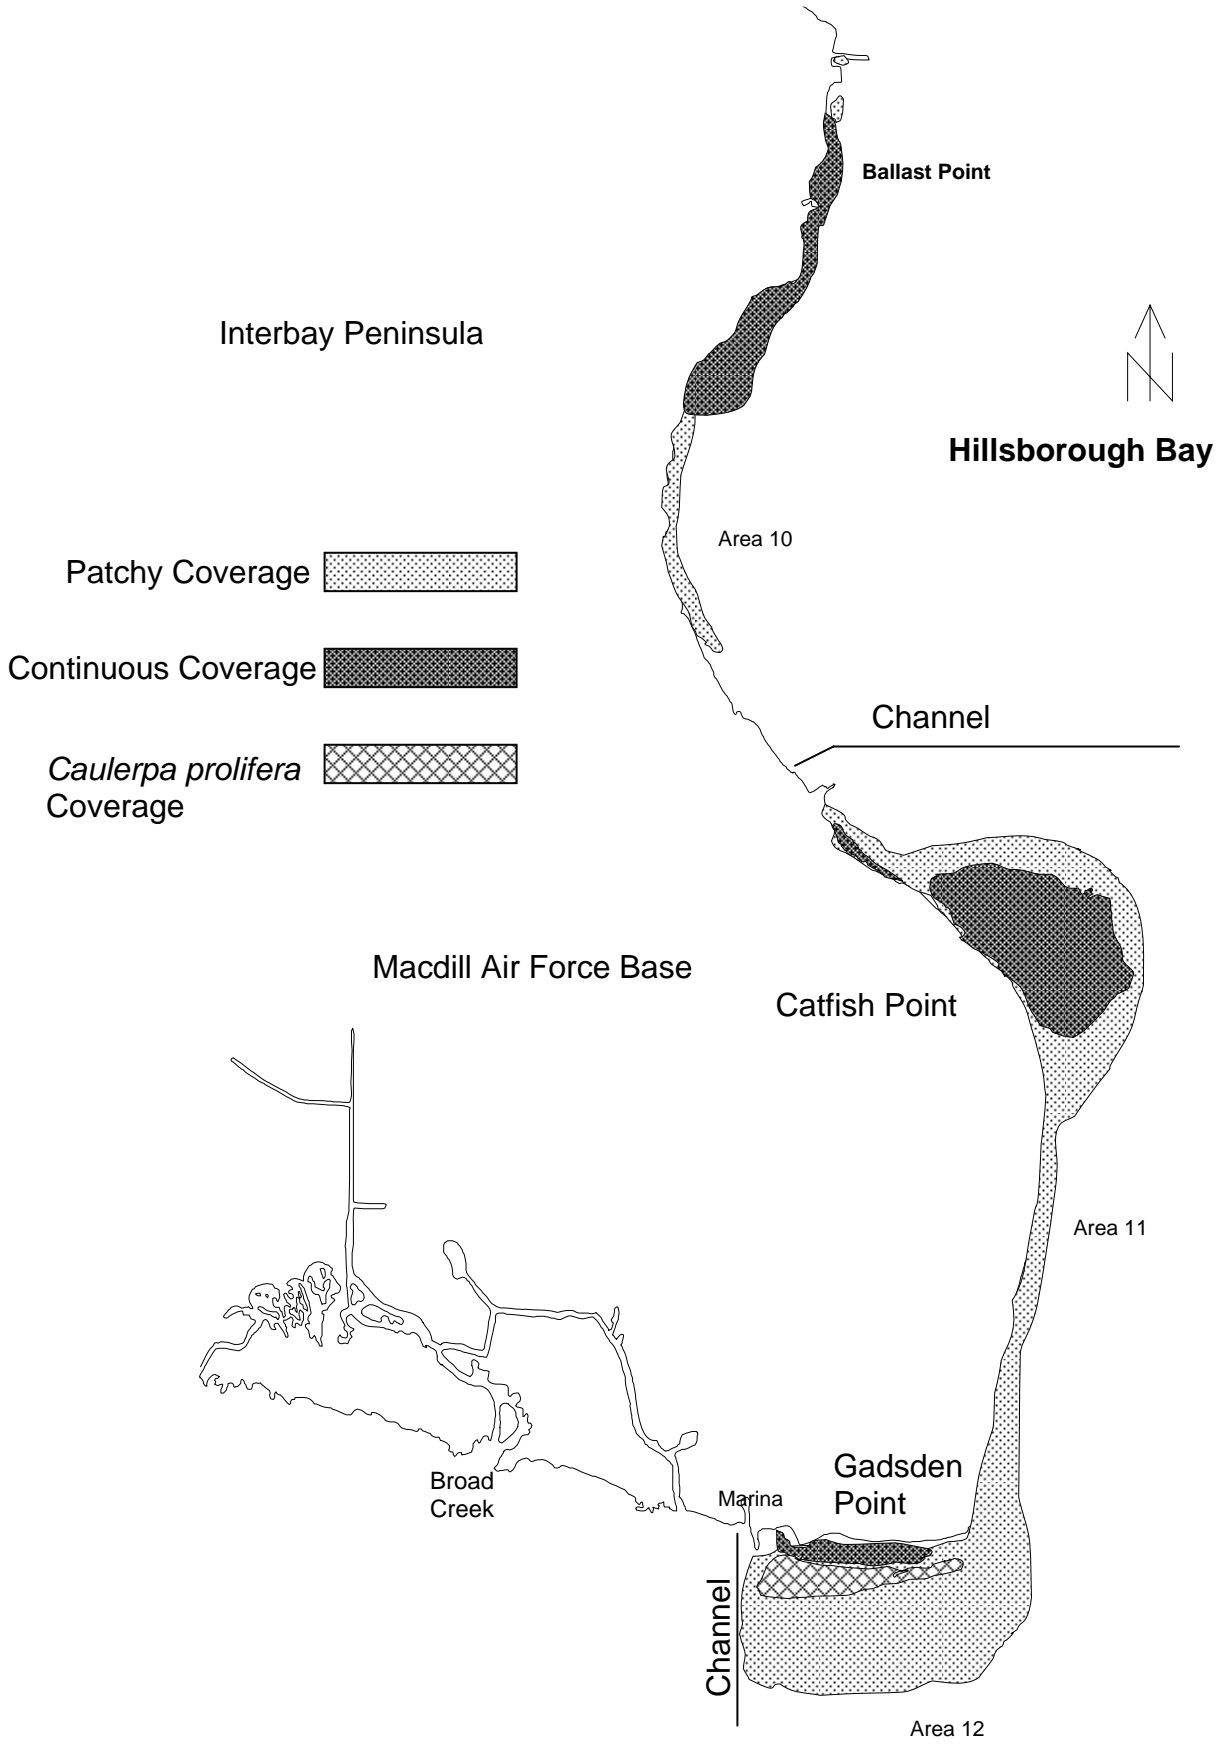 Ballast Point
Interbay Peninsula
N
Hillsborough Bay
Area 10
Patchy Coverage
Continuous Coverage
Channel
Caulerpa prolifera
Coverage
Macdill Air Force Base
Catfish Point
Area 11
Gadsden
Point
Broad
Creek
Marina
Channel
Area 12